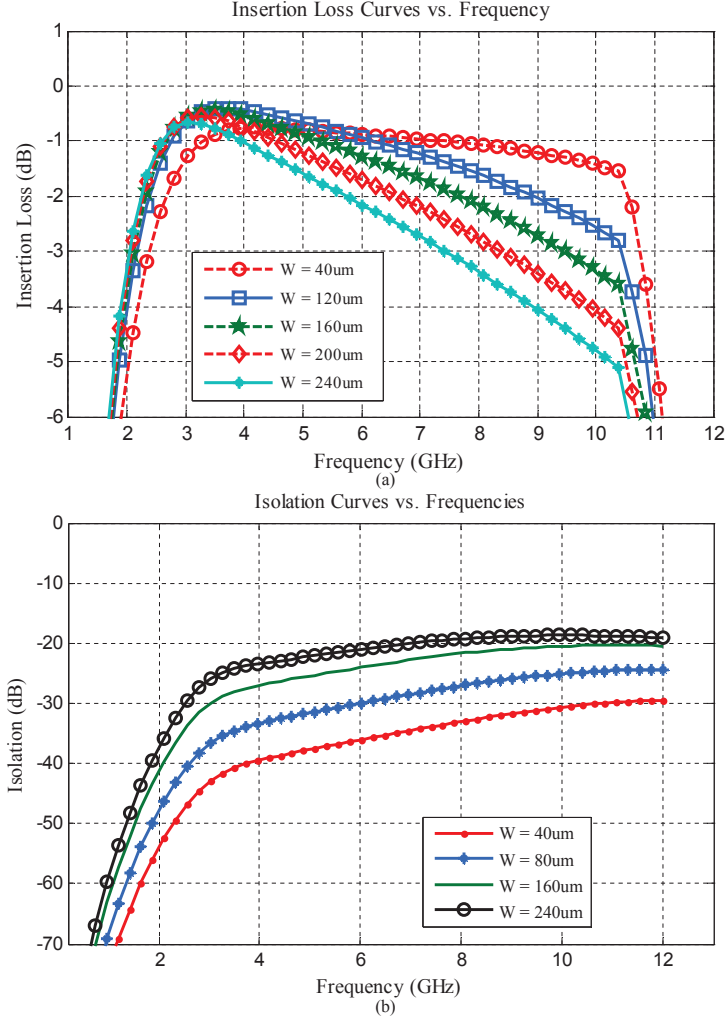 Insertion Loss Curves vs. Frequency
1
0
-1
-2
-3
-4
-5
-6
Insertion Loss (dB)
W = 40um
W = 120um
W = 160um
W = 200um
W = 240um
1 2 3 4 5 6 7 8 9 10 11 12
Frequency (GHz)
(a)
Isolation Curves vs. Frequencies
0
-10
-20
-30
-40
-50
-60
-70
Isolation (dB)
W = 40um
W = 80um
W = 160um
W = 240um
2 4 6 8 10 12
Frequency (GHz)
(b)